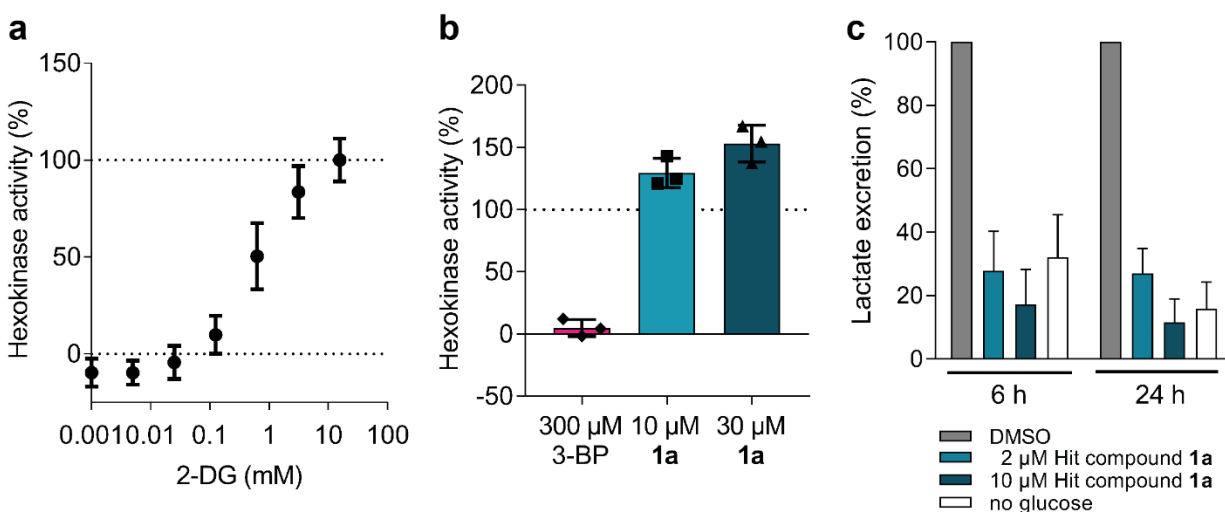 a
Hexokinase activity (%)
150
100
50
0
0.001
0.01
0.1
1
10
100
2-DG (mM)
b
Hexokinase activity (%)
200
150
100
50
0
-50
300 µM
3-BP
10 µM
1a
30 µM
1a
c
Lactate excretion (%)
100
80
60
40
20
0
6 h
24 h
DMSO
2 µM Hit compound 1a
10 µM Hit compound 1a
no glucose